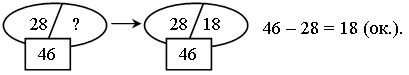 28 / ? → 28 / 18 46 – 28 = 18 (ок.).
46 46